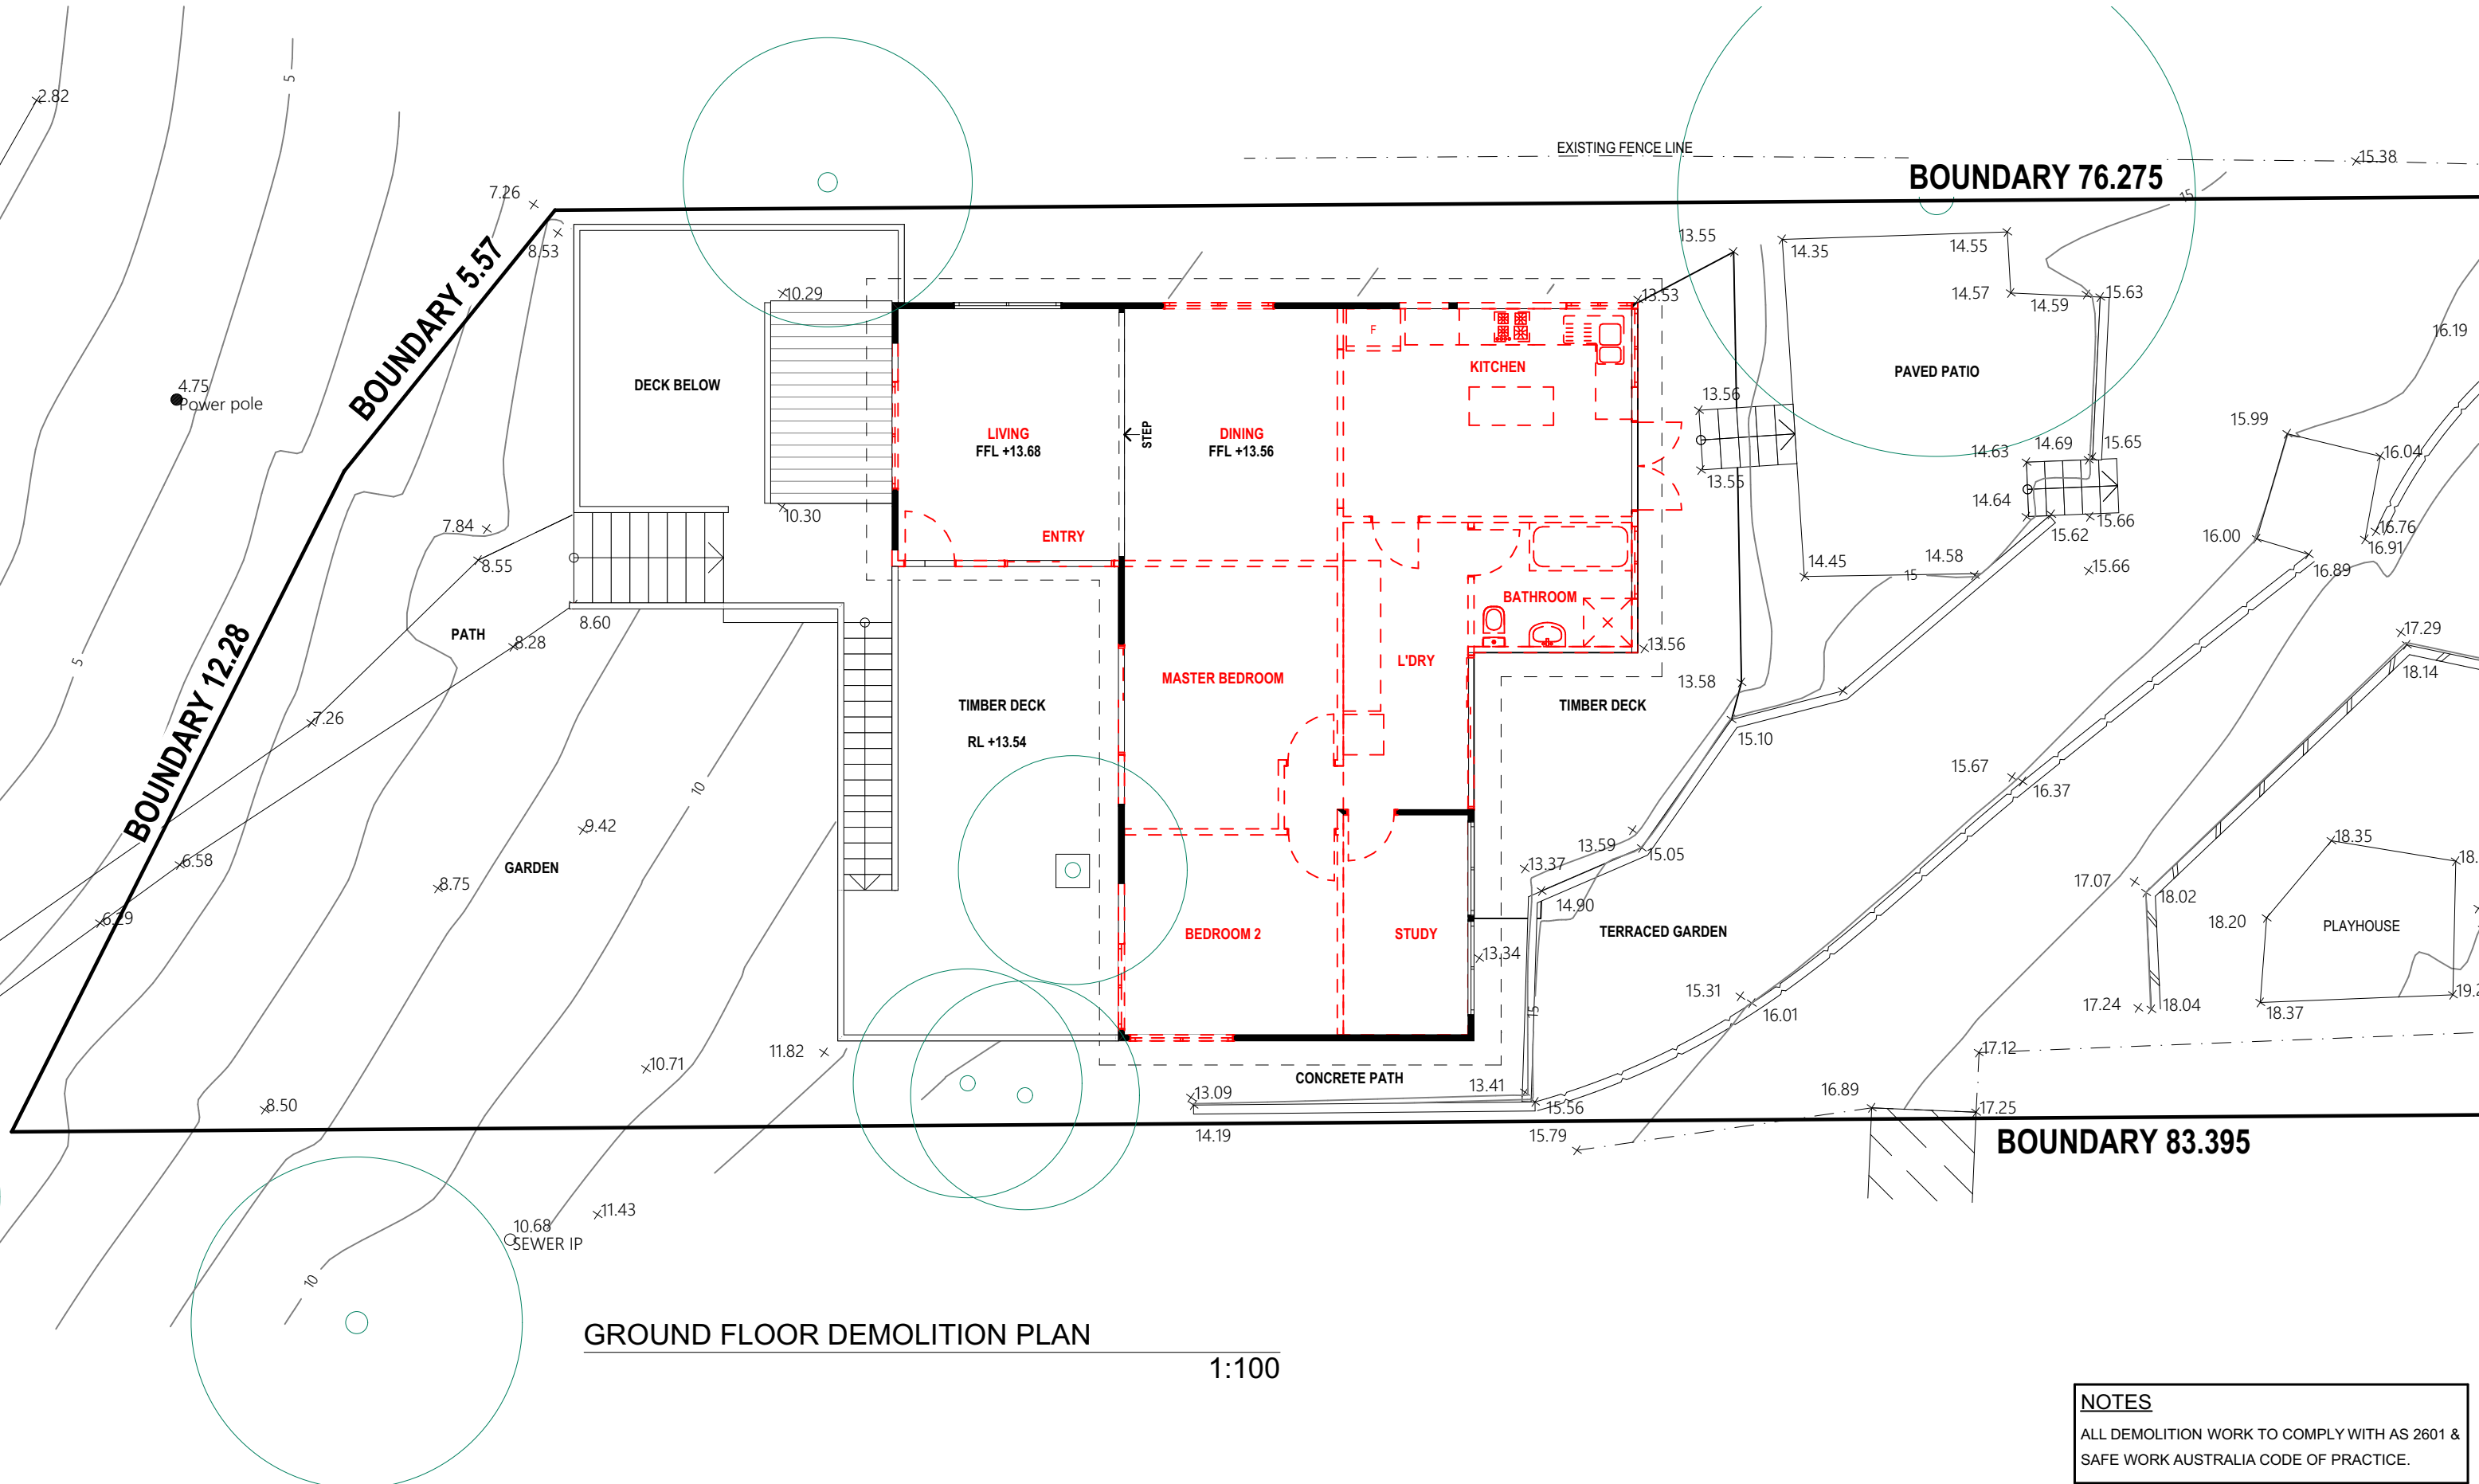 2.82
5
EXISTING FENCE LINE
15.38
BOUNDARY 76.275
7.26
15
8.53
13.55
14.35
14.55
BOUNDARY 5.57
10.29
13.53
14.57
14.59
15.63
16.19
F
KITCHEN
PAVED PATIO
DECK BELOW
4.75
Power pole
13.56
15.99
LIVING
FFL +13.68
STEP
DINING
FFL +13.56
14.63
14.69
15.65
16.04
13.55
14.64
10.30
7.84
ENTRY
15.62
15.66
16.00
16.76
16.91
8.55
14.45
14.58
15
15.66
16.89
BATHROOM
8.60
PATH
8.28
BOUNDARY 12.28
5
L'DRY
13.56
17.29
18.14
MASTER BEDROOM
13.58
TIMBER DECK
RL +13.54
TIMBER DECK
7.26
15.10
10
15.67
16.37
9.42
13.59
15.05
18.35
18.
6.58
GARDEN
13.37
8.75
17.07
18.02
14.90
6.29
BEDROOM 2
STUDY
TERRACED GARDEN
18.20
PLAYHOUSE
13.34
15.31
16.01
15
17.24
18.04
18.37
19.2
11.82
10.71
17.12
CONCRETE PATH
13.09
13.41
16.89
8.50
15.56
17.25
14.19
15.79
BOUNDARY 83.395
11.43
10.68
SEWER IP
10
GROUND FLOOR DEMOLITION PLAN
1:100
NOTES
ALL DEMOLITION WORK TO COMPLY WITH AS 2601 &
SAFE WORK AUSTRALIA CODE OF PRACTICE.